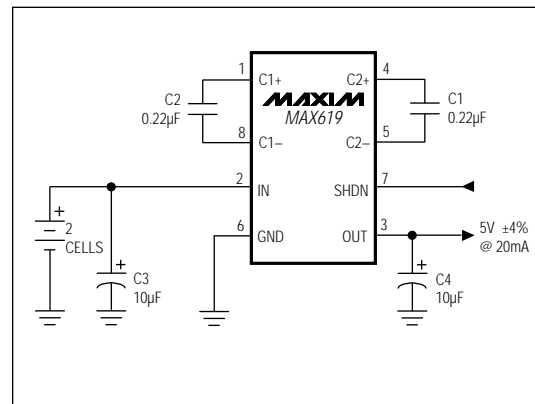 1
C1+
C2+
4
C2
0.22µF
MAXIM
MAX619
C1
0.22µF
8
C1–
C2–
5
2
IN
SHDN
7
+
2
CELLS
6
GND
OUT
3
5V ±4%
@ 20mA
+
C3
10µF
+
C4
10µF